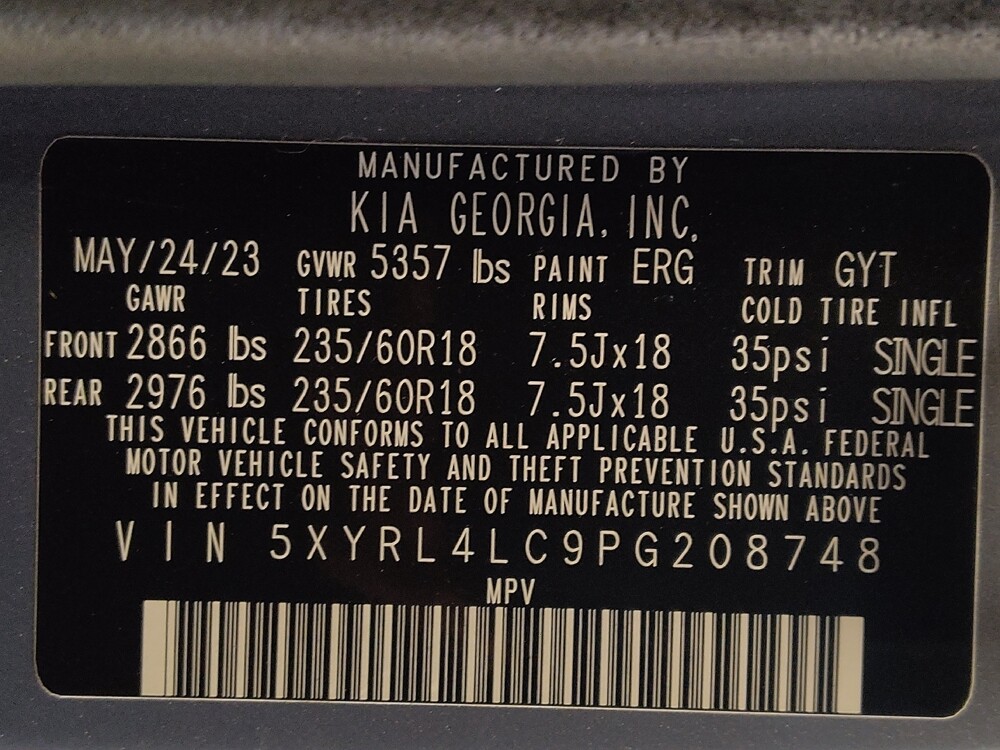 MANUFACTURED BY
KIA GEORGIA, INC.
MAY/24/23 GVWR 5357 lbs PAINT ERG TRIM GYT
GAWR TIRES RIMS COLD TIRE INFL
FRONT 2866 lbs 235/60R18 7.5Jx18 35psi SINGLE
REAR 2976 lbs 235/60R18 7.5Jx18 35psi SINGLE
THIS VEHICLE CONFORMS TO ALL APPLICABLE U.S.A. FEDERAL
MOTOR VEHICLE SAFETY AND THEFT PREVENTION STANDARDS
IN EFFECT ON THE DATE OF MANUFACTURE SHOWN ABOVE
VIN 5XYRL4LC9PG208748
MPV